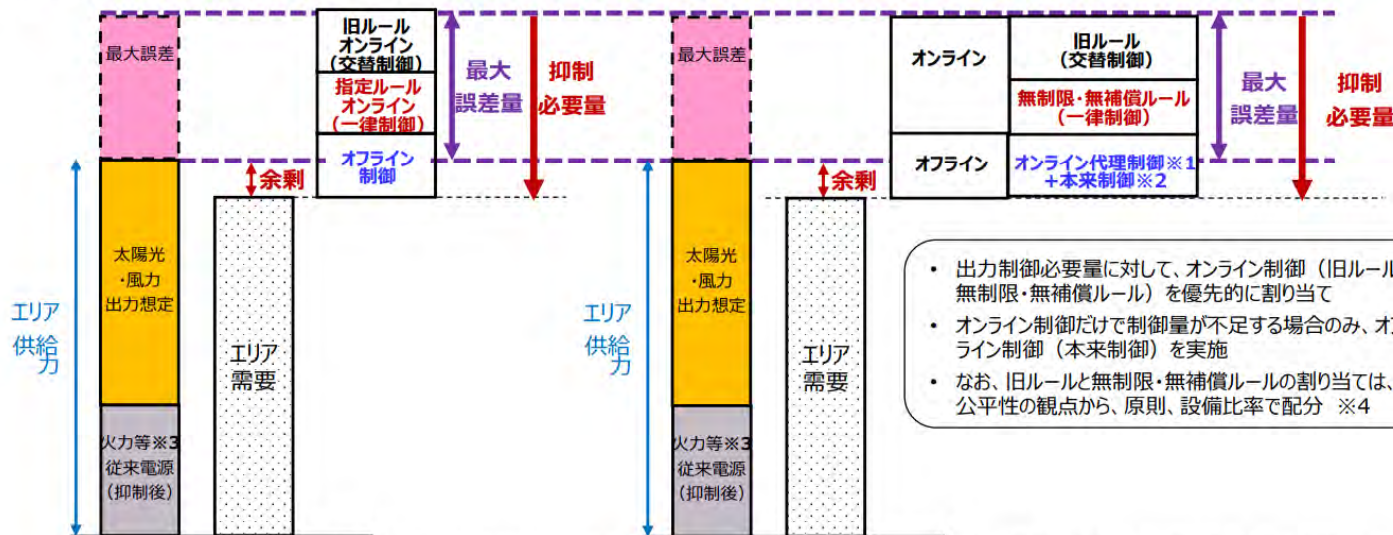 最大誤差
旧ルール
オンライン
(交替制御)
指定ルール
オンライン
(一律制御)
オフライン
制御
最大
誤差量
抑制
必要量
余剰
太陽光
・風力
出力想定
エリア
供給力
エリア
需要
火力等※3
従来電源
(抑制後)
最大誤差
オンライン
旧ルール
(交替制御)
無制限・無補償ルール
(一律制御)
オフライン
オンライン代理制御※1
+本来制御※2
最大
誤差量
抑制
必要量
余剰
太陽光
・風力
出力想定
エリア
供給力
エリア
需要
火力等※3
従来電源
(抑制後)
• 出力制御必要量に対して、オンライン制御(旧ルール
無制限・無補償ルール)を優先的に割り当て
• オンライン制御だけで制御量が不足する場合のみ、オ
ライン制御(本来制御)を実施
• なお、旧ルールと無制限・無補償ルールの割り当ては、
公平性の観点から、原則、設備比率で配分 ※4